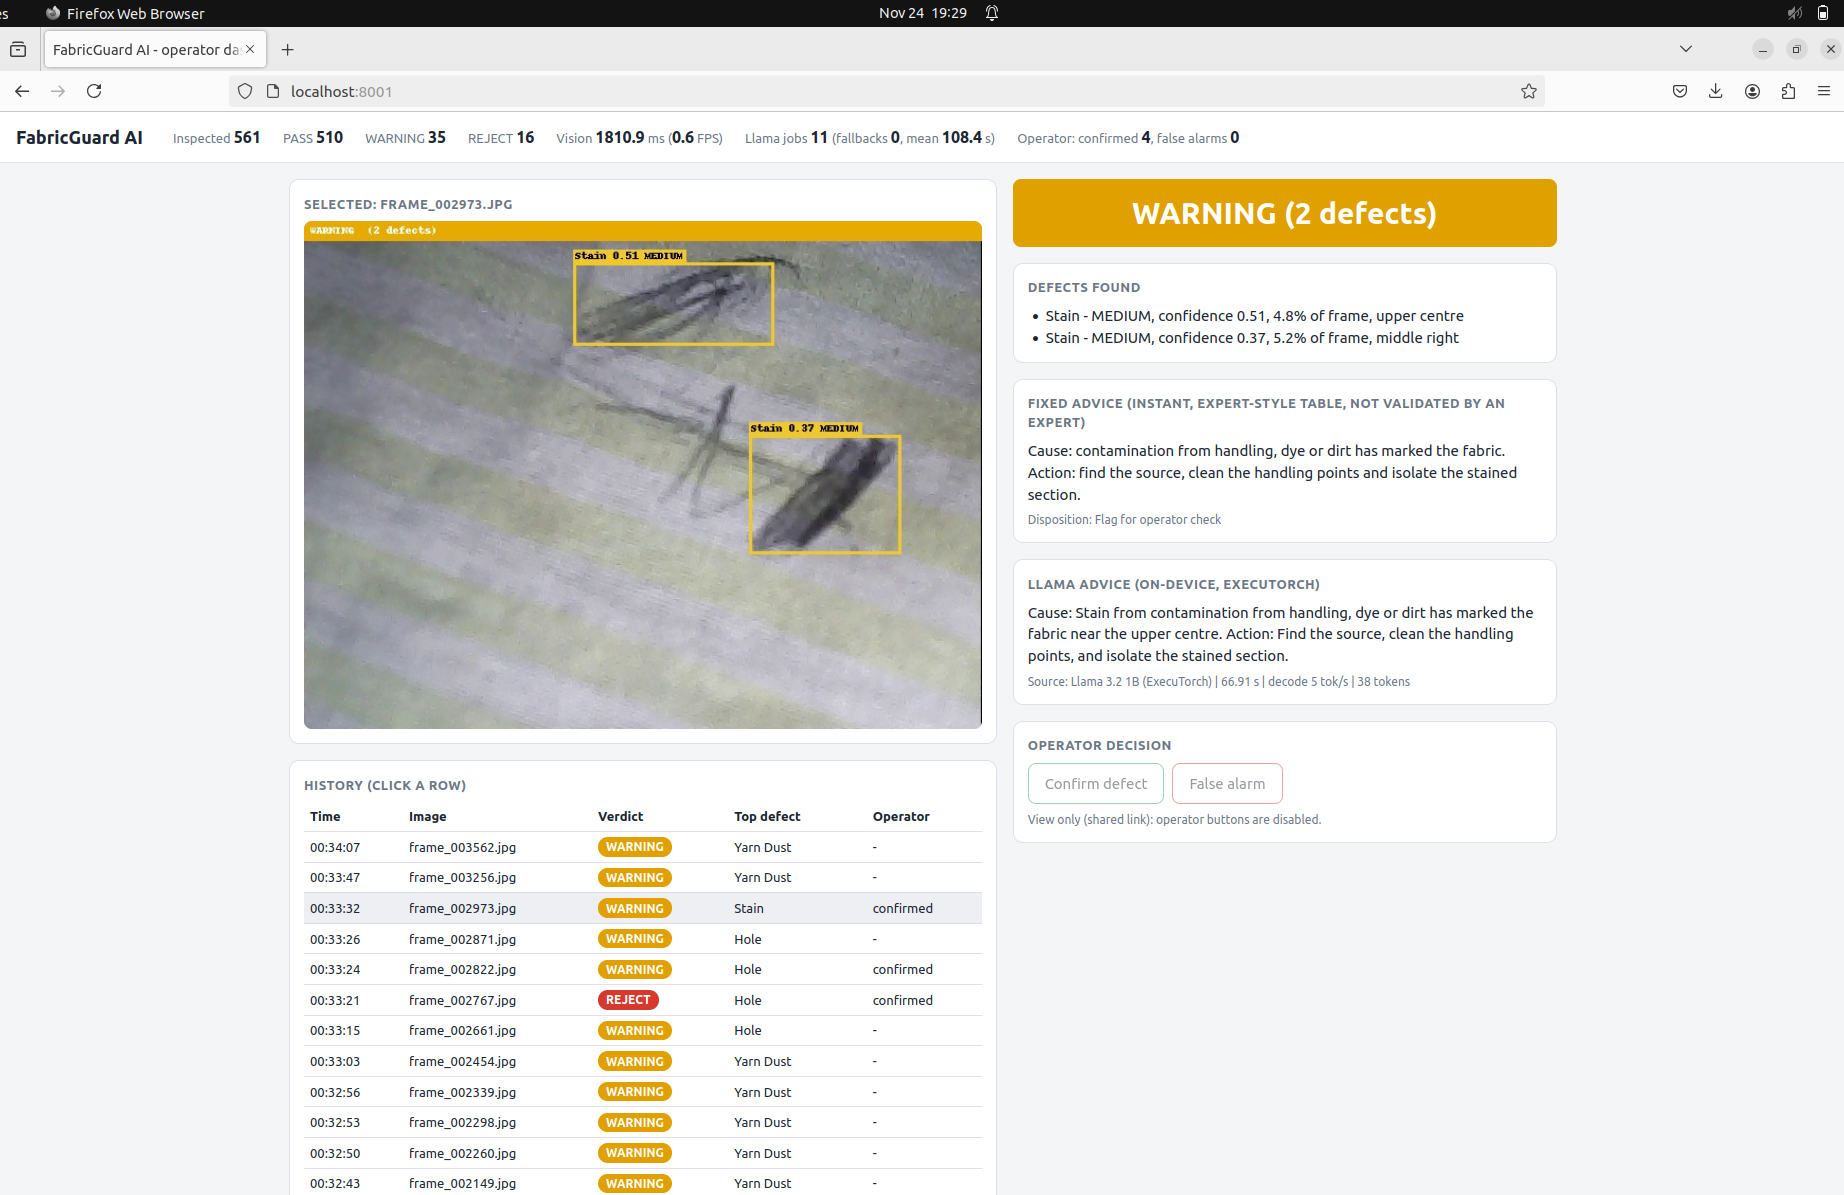 es
Firefox Web Browser
Nov 24 19:29
FabricGuard AI - operator da
localhost:8001
FabricGuard AI
Inspected 561
PASS 510
WARNING 35
REJECT 16
Vision 1810.9 ms (0.6 FPS)
Llama jobs 11 (fallbacks 0, mean 108.4 s)
Operator: confirmed 4, false alarms 0
SELECTED: FRAME_002973.JPG
WARNING (2 defects)
Stain 0.51 MEDIUM
Stain 0.37 MEDIUM
HISTORY (CLICK A ROW)
Time Image Verdict Top defect Operator
00:34:07 frame_003562.jpg WARNING Yarn Dust -
00:33:47 frame_003256.jpg WARNING Yarn Dust -
00:33:32 frame_002973.jpg WARNING Stain confirmed
00:33:26 frame_002871.jpg WARNING Hole -
00:33:24 frame_002822.jpg WARNING Hole confirmed
00:33:21 frame_002767.jpg REJECT Hole confirmed
00:33:15 frame_002661.jpg WARNING Hole -
00:33:03 frame_002454.jpg WARNING Yarn Dust -
00:32:56 frame_002339.jpg WARNING Yarn Dust -
00:32:53 frame_002298.jpg WARNING Yarn Dust -
00:32:50 frame_002260.jpg WARNING Yarn Dust -
00:32:43 frame_002149.jpg WARNING Yarn Dust -
WARNING (2 defects)
DEFECTS FOUND
• Stain - MEDIUM, confidence 0.51, 4.8% of frame, upper centre
• Stain - MEDIUM, confidence 0.37, 5.2% of frame, middle right
FIXED ADVICE (INSTANT, EXPERT-STYLE TABLE, NOT VALIDATED BY AN
EXPERT)
Cause: contamination from handling, dye or dirt has marked the fabric.
Action: find the source, clean the handling points and isolate the stained
section.
Disposition: Flag for operator check
LLAMA ADVICE (ON-DEVICE, EXECUTORCH)
Cause: Stain from contamination from handling, dye or dirt has marked the
fabric near the upper centre. Action: Find the source, clean the handling
points, and isolate the stained section.
Source: Llama 3.2 1B (ExecuTorch) | 66.91 s | decode 5 tok/s | 38 tokens
OPERATOR DECISION
Confirm defect
False alarm
View only (shared link): operator buttons are disabled.